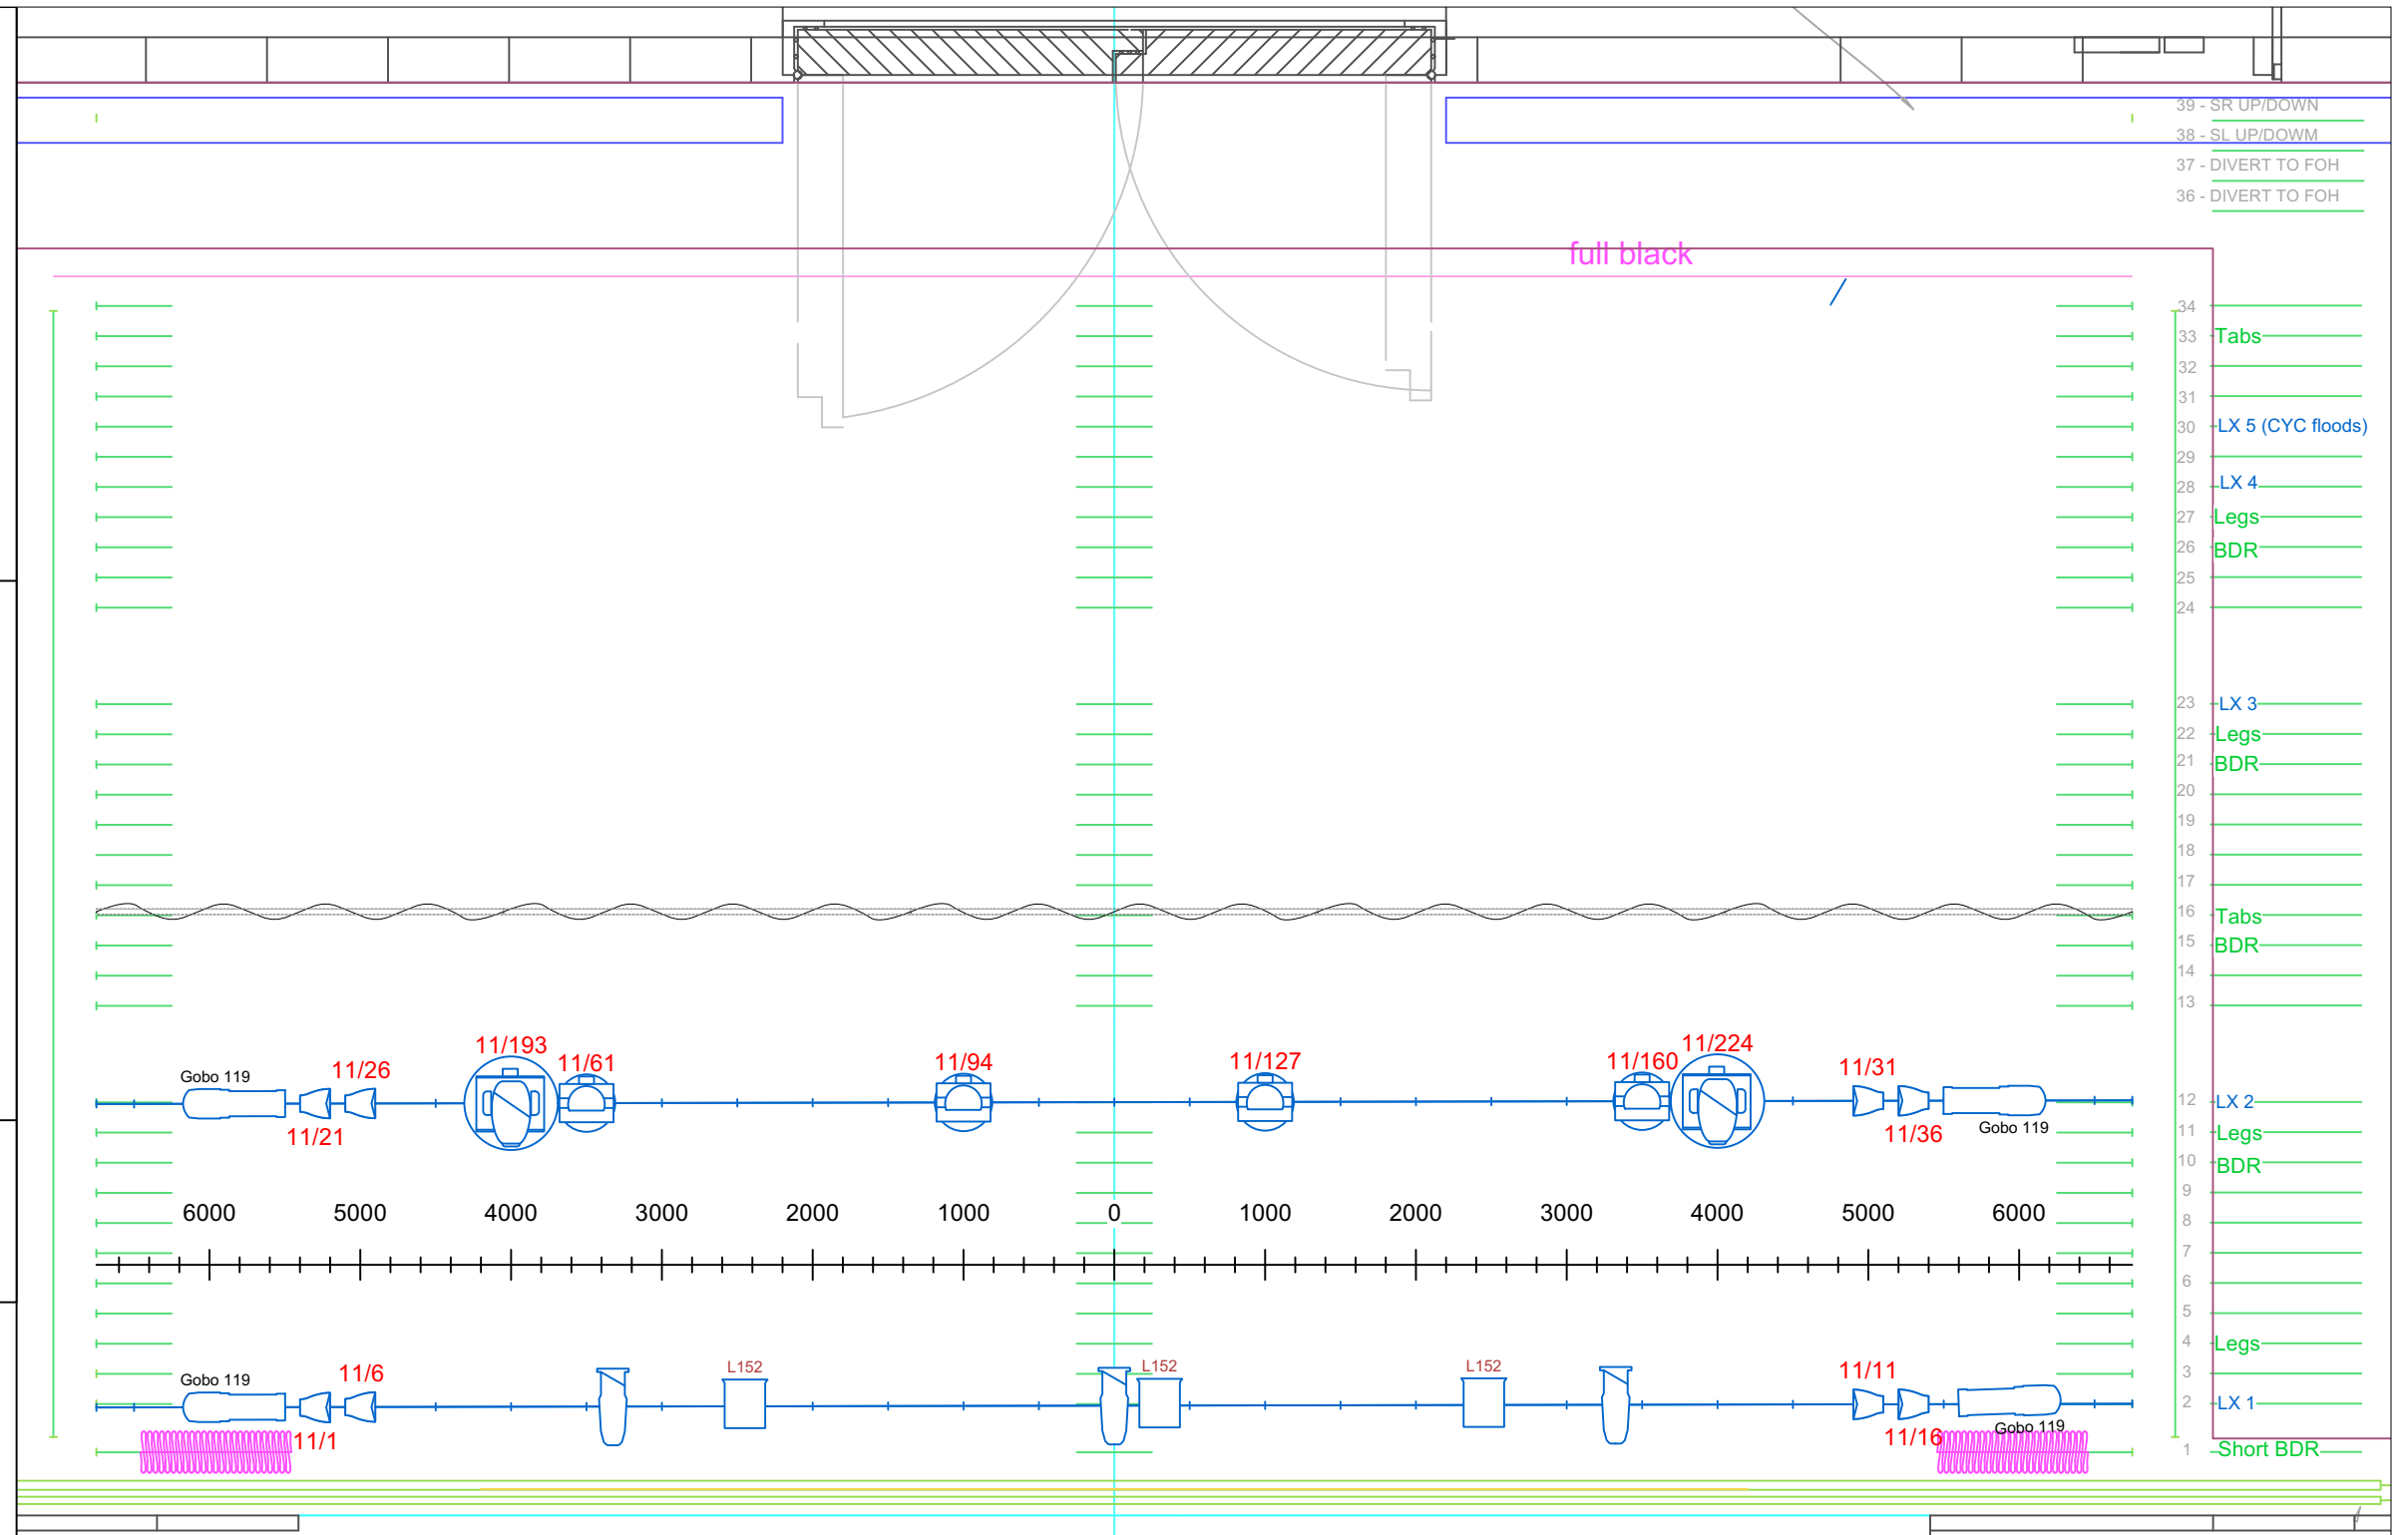 39 - SR UP/DOWN
38 - SL UP/DOWM
37 - DIVERT TO FOH
36 - DIVERT TO FOH
full black
34
33 Tabs
32
31
30 LX 5 (CYC floods)
29
28 LX 4
27 Legs
26 BDR
25
24
23 LX 3
22 Legs
21 BDR
20
19
18
17
16 Tabs
15 BDR
14
13
11/193 11/224
11/26 11/61 11/94 11/127 11/160 11/31
Gobo 119
12 LX 2
11/21 11/36 Gobo 119
11 Legs
10 BDR
9
6000 5000 4000 3000 2000 1000 0 1000 2000 3000 4000 5000 6000
8
7
6
5
4 Legs
11/6 L152 L152 L152 11/11
3
Gobo 119
2 LX 1
11/1 11/16 Gobo 119
1 Short BDR